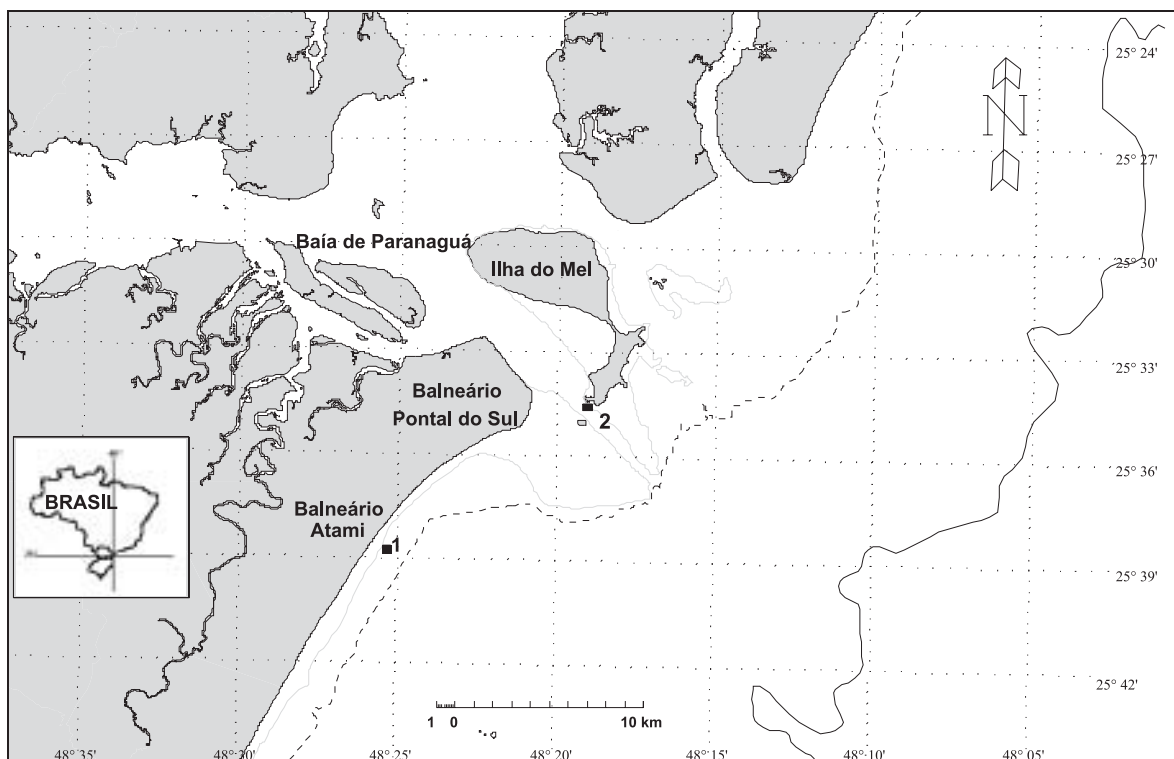 25° 24'
N
25° 27'
Baía de Paranaguá
Ilha do Mel
25° 30'
25° 33'
Balneário
Pontal do Sul
2
25° 36'
BRASIL
Balneário
Atami
1
25° 39'
25° 42'
1 0 10 km
48° 35' 48° 30' 48° 25' 48° 20' 48° 15' 48° 10' 48° 05'